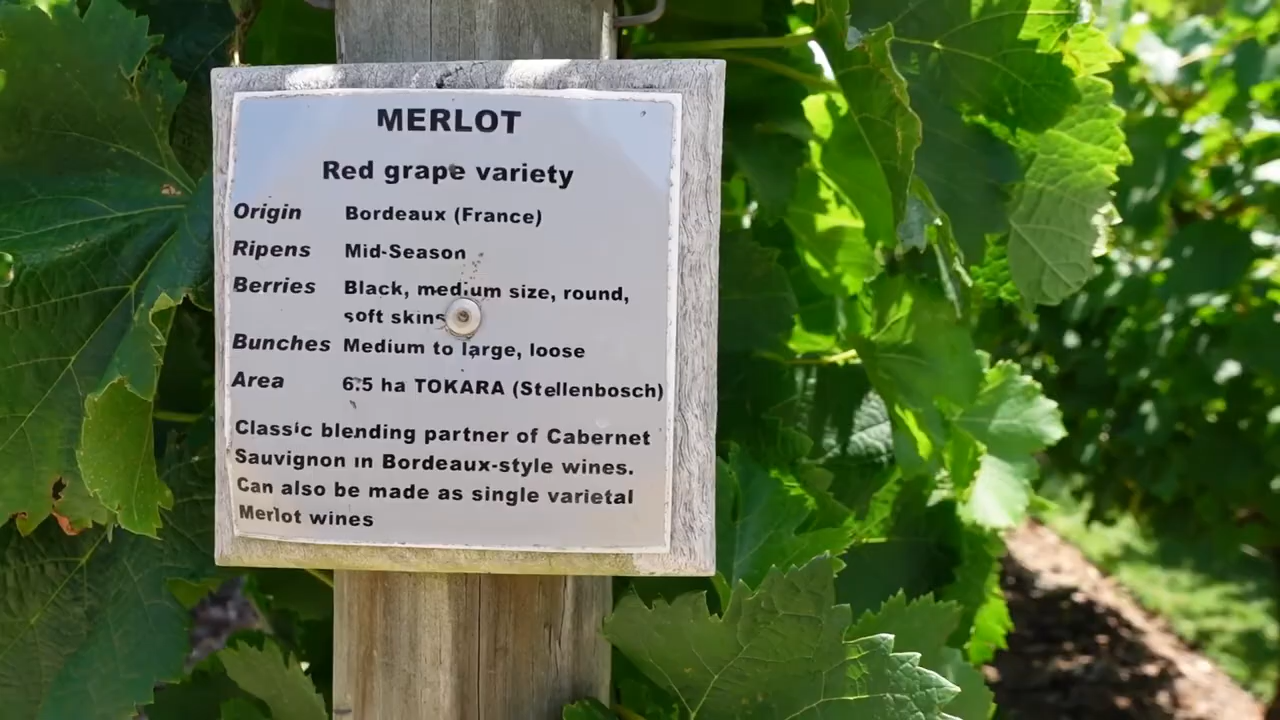 MERLOT
Red grape variety
Origin Bordeaux (France)
Ripens Mid-Season
Berries Black, medium size, round,
soft skins
Bunches Medium to large, loose
Area 6.5 ha TOKARA (Stellenbosch)
Classic blending partner of Cabernet
Sauvignon in Bordeaux-style wines.
Can also be made as single varietal
Merlot wines